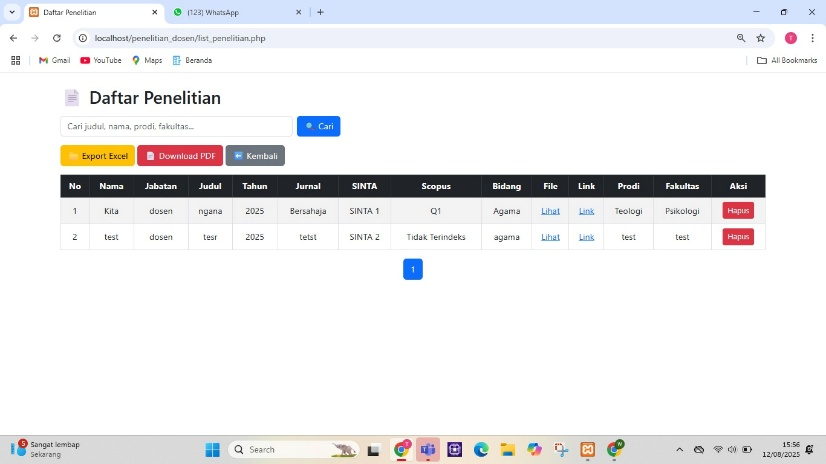 Daftar Penelitian
(123) WhatsApp
localhost/penelitian_dosen/list_penelitian.php
T
Gmail
YouTube
Maps
Beranda
All Bookmarks
Daftar Penelitian
Cari judul, nama, prodi, fakultas...
Cari
Export Excel
Download PDF
Kembali
No Nama Jabatan Judul Tahun Jurnal SINTA Scopus Bidang File Link Prodi Fakultas Aksi
1 Kita dosen ngana 2025 Bersahaja SINTA 1 Q1 Agama Lihat Link Teologi Psikologi Hapus
2 test dosen tesr 2025 tetst SINTA 2 Tidak Terindeks agama Lihat Link test test Hapus
1
5
Sangat lembap
Sekarang
Search
15:56
12/08/2025